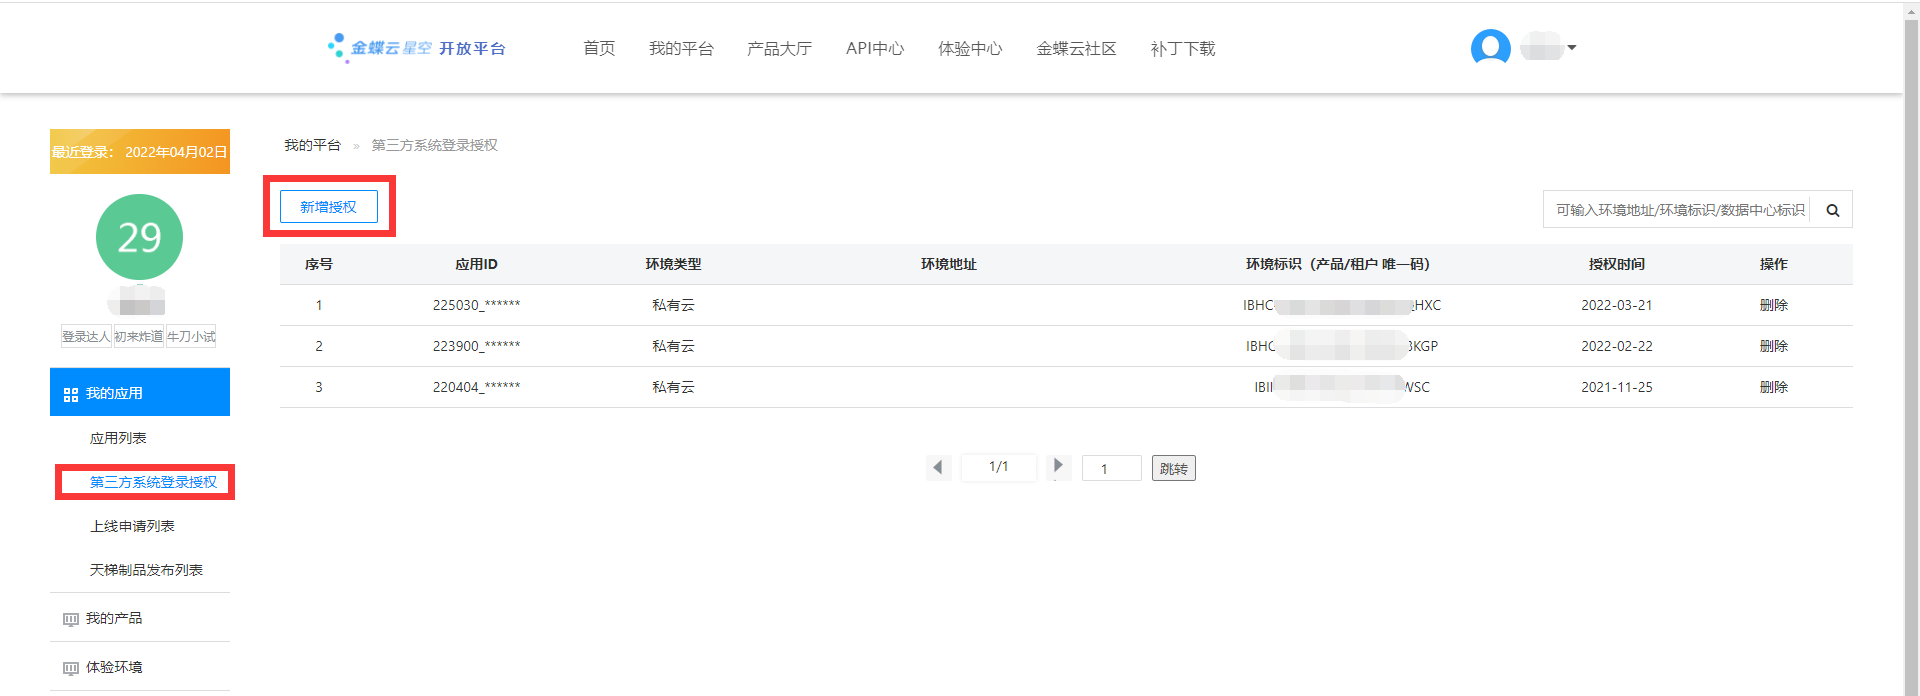 金蝶云 星空 开放平台 首页 我的平台 产品大厅 API中心 体验中心 金蝶云社区 补丁下载
最近登录： 2022年04月02日
29
登录达人 初来炸道 牛刀小试
我的应用
应用列表
第三方系统登录授权
上线申请列表
天梯制品发布列表
我的产品
体验环境
我的平台 » 第三方系统登录授权
新增授权
可输入环境地址/环境标识/数据中心标识
序号 应用ID 环境类型 环境地址 环境标识（产品/租户 唯一码） 授权时间 操作
1 225030_****** 私有云 IBHC HXC 2022-03-21 删除
2 223900_****** 私有云 IBHC KGP 2022-02-22 删除
3 220404_****** 私有云 IBII WSC 2021-11-25 删除
1/1 1 跳转